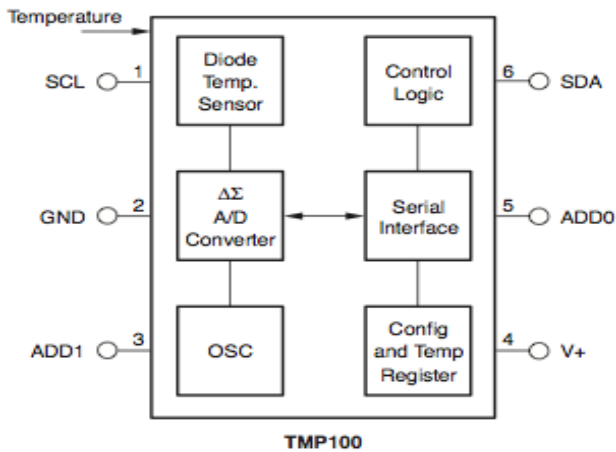 Temperature
SCL
1
Diode
Temp.
Sensor
Control
Logic
6
SDA
GND
2
ΔΣ
A/D
Converter
Serial
Interface
5
ADD0
ADD1
3
OSC
Config
and Temp
Register
4
V+
TMP100